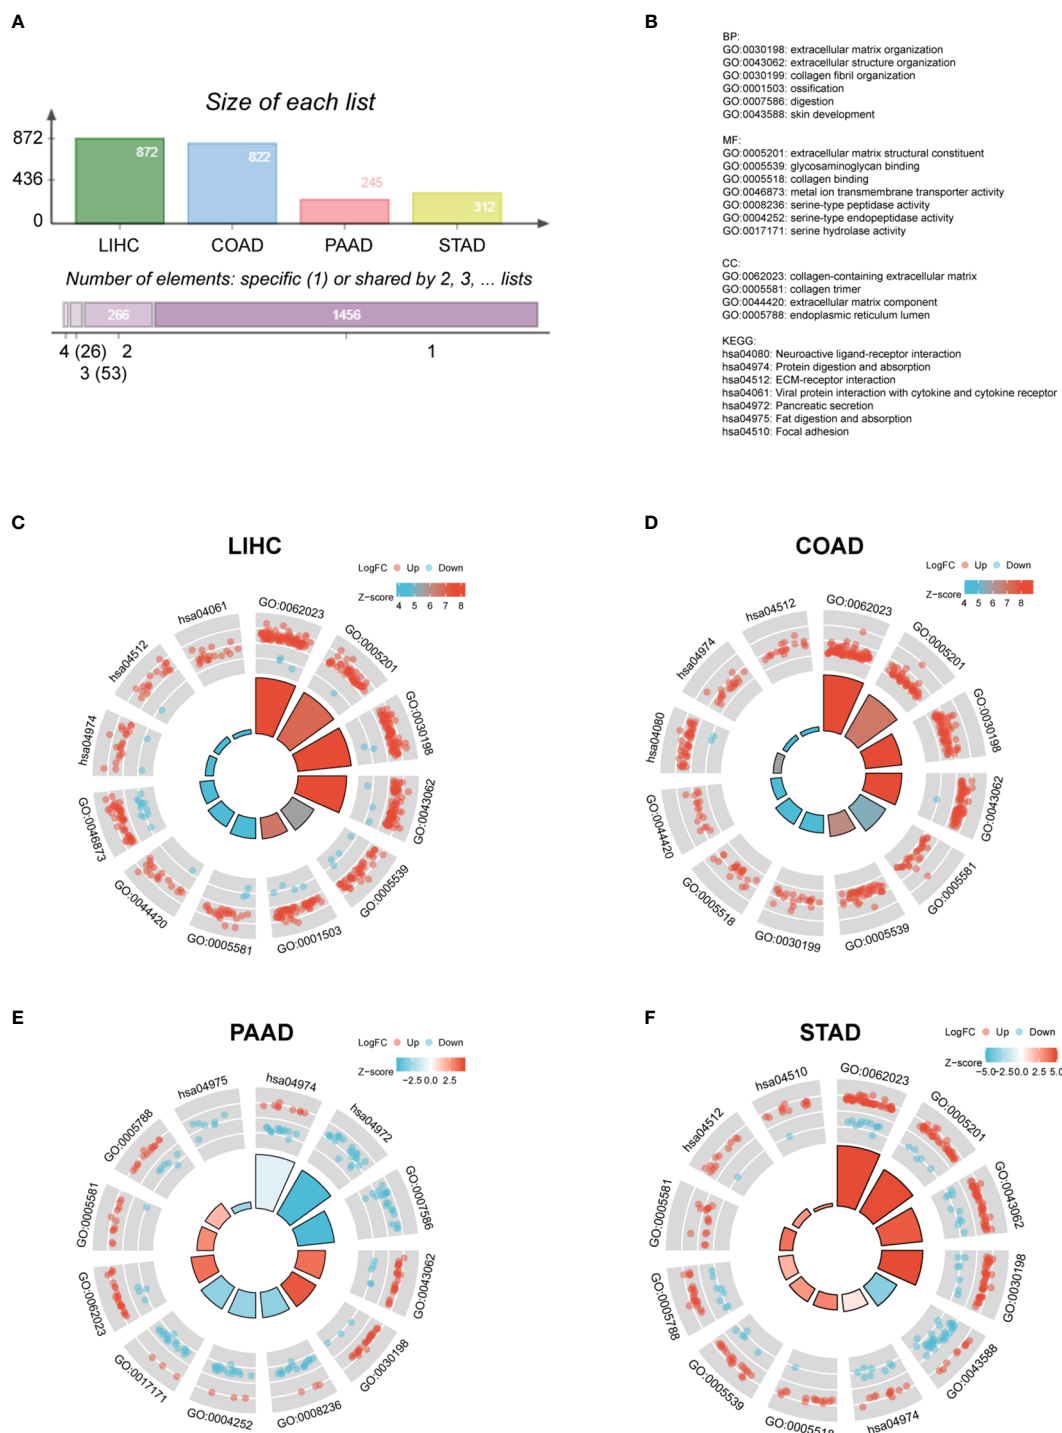 A
Size of each list
872
436
0
872
822
245
312
LIHC
COAD
PAAD
STAD
Number of elements: specific (1) or shared by 2, 3, ... lists
266
1456
4 (26)
2
1
3 (53)
B
BP:
GO:0030198: extracellular matrix organization
GO:0043062: extracellular structure organization
GO:0030199: collagen fibril organization
GO:0001503: ossification
GO:0007586: digestion
GO:0043588: skin development
MF:
GO:0005201: extracellular matrix structural constituent
GO:0005539: glycosaminoglycan binding
GO:0005518: collagen binding
GO:0046873: metal ion transmembrane transporter activity
GO:0008236: serine-type peptidase activity
GO:0004252: serine-type endopeptidase activity
GO:0017171: serine hydrolase activity
CC:
GO:0062023: collagen-containing extracellular matrix
GO:0005581: collagen trimer
GO:0044420: extracellular matrix component
GO:0005788: endoplasmic reticulum lumen
KEGG:
hsa04080: Neuroactive ligand-receptor interaction
hsa04974: Protein digestion and absorption
hsa04512: ECM-receptor interaction
hsa04061: Viral protein interaction with cytokine and cytokine receptor
hsa04972: Pancreatic secretion
hsa04975: Fat digestion and absorption
hsa04510: Focal adhesion
C
LIHC
LogFC Up Down
Z-score
4 5 6 7 8
GO:0062023
GO:0005201
GO:0030198
GO:0043062
GO:0005539
GO:0001503
GO:0005581
GO:0044420
GO:0046873
hsa04974
hsa04512
hsa04061
D
COAD
LogFC Up Down
Z-score
4 5 6 7 8
GO:0062023
GO:0005201
GO:0030198
GO:0043062
GO:0005581
GO:0005539
GO:0030199
GO:0005518
GO:0044420
hsa04080
hsa04974
hsa04512
E
PAAD
LogFC Up Down
Z-score
−2.5 0.0 2.5
hsa04974
hsa04972
GO:0007586
GO:0043062
GO:0030198
GO:0008236
GO:0004252
GO:0017171
GO:0062023
GO:0005581
GO:0005788
hsa04975
F
STAD
LogFC Up Down
Z-score
−5.0 −2.5 0.0 2.5 5.0
GO:0062023
GO:0005201
GO:0043062
GO:0030198
GO:0043588
hsa04974
GO:0005518
GO:0005539
GO:0005788
GO:0005581
hsa04512
hsa04510